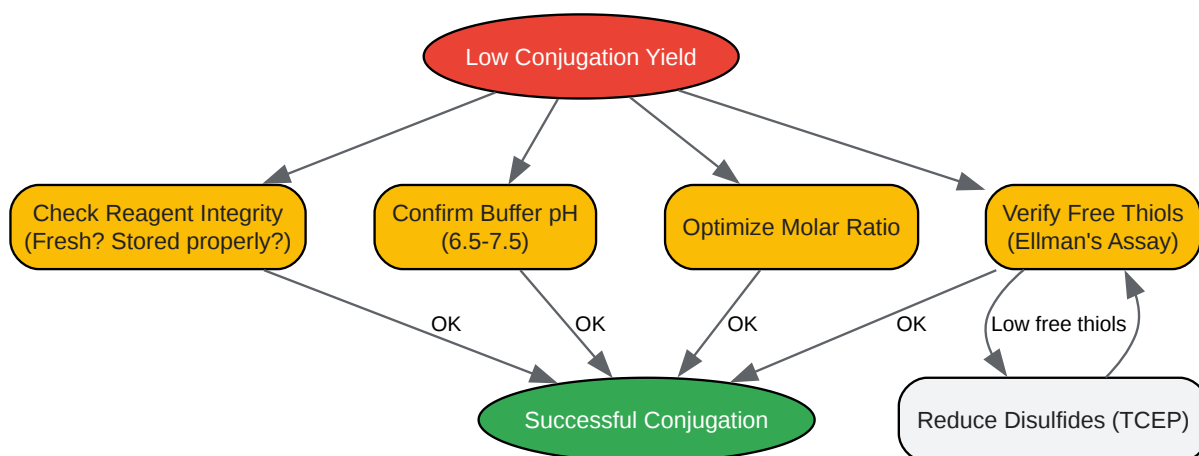 Low Conjugation Yield
Check Reagent Integrity
(Fresh? Stored properly?)
Confirm Buffer pH
(6.5-7.5)
Optimize Molar Ratio
Verify Free Thiols
(Ellman's Assay)
OK
OK
OK
OK
Low free thiols
Successful Conjugation
Reduce Disulfides (TCEP)